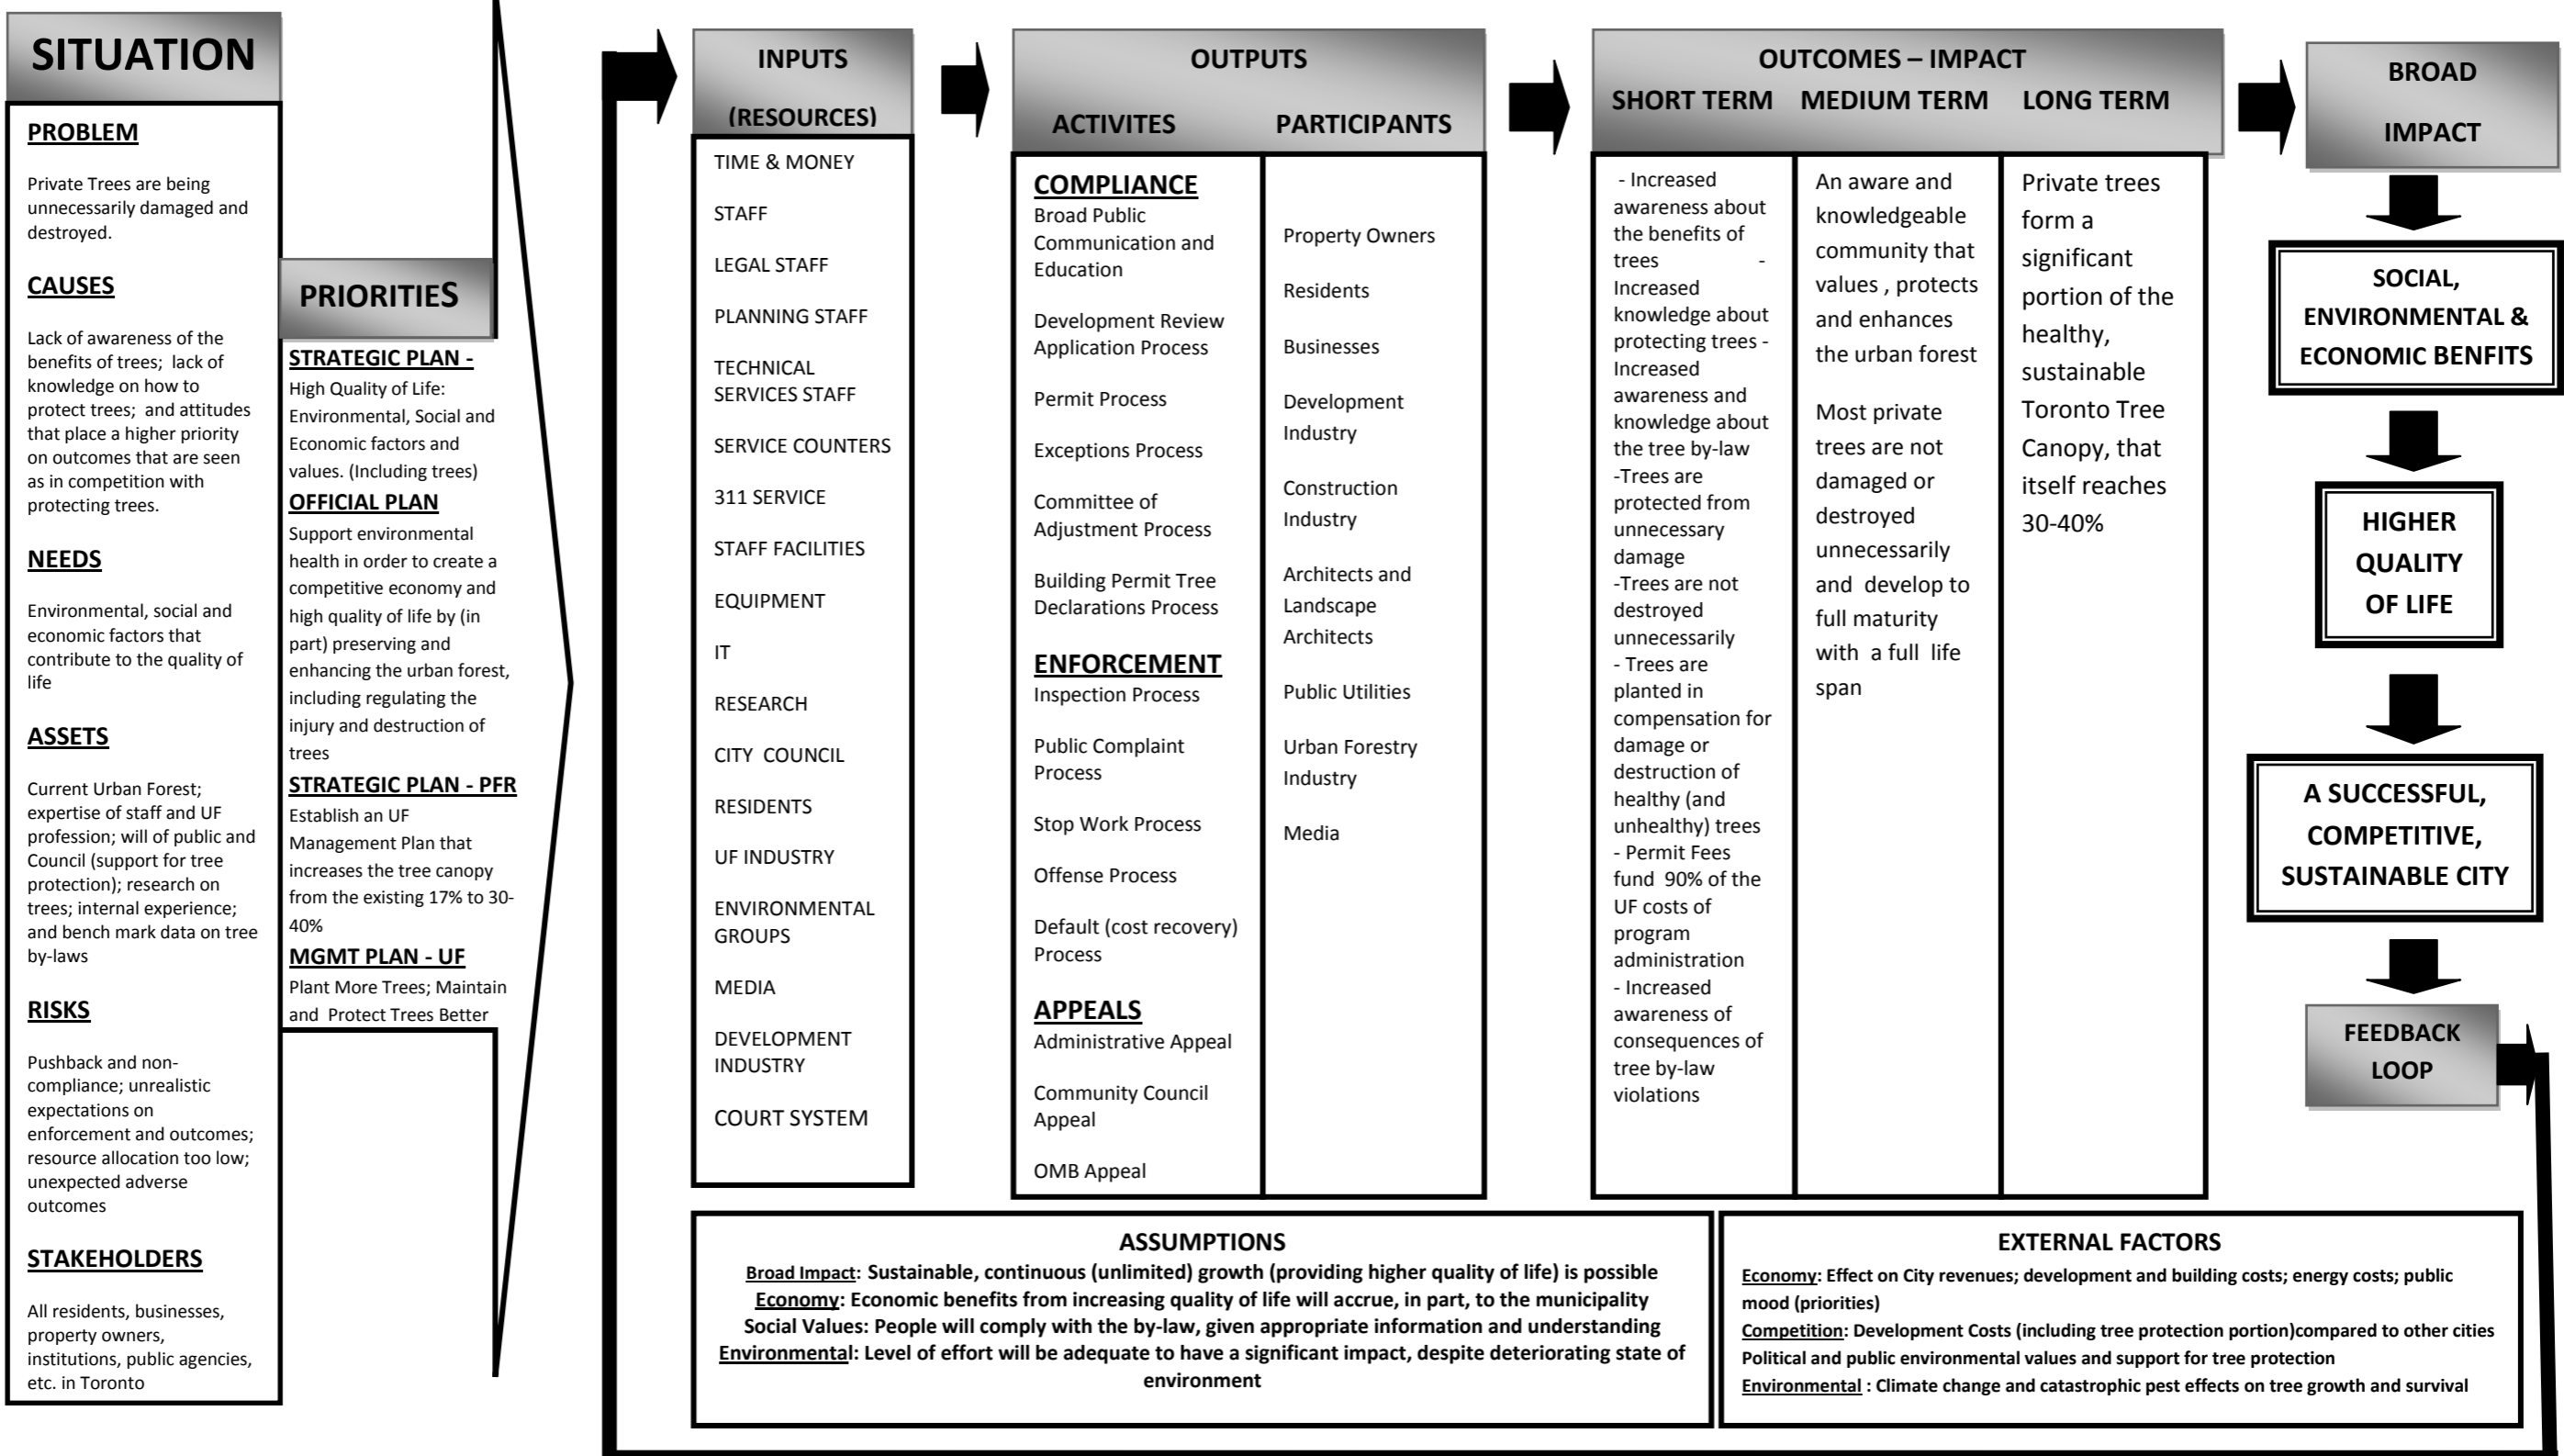 SITUATION
PROBLEM
Private Trees are being
unnecessarily damaged and
destroyed.
CAUSES
Lack of awareness of the
benefits of trees; lack of
knowledge on how to
protect trees; and attitudes
that place a higher priority
on outcomes that are seen
as in competition with
protecting trees.
NEEDS
Environmental, social and
economic factors that
contribute to the quality of
life
ASSETS
Current Urban Forest;
expertise of staff and UF
profession; will of public and
Council (support for tree
protection); research on
trees; internal experience;
and bench mark data on tree
by-laws
RISKS
Pushback and non-
compliance; unrealistic
expectations on
enforcement and outcomes;
resource allocation too low;
unexpected adverse
outcomes
STAKEHOLDERS
All residents, businesses,
property owners,
institutions, public agencies,
etc. in Toronto
PRIORITIES
STRATEGIC PLAN -
High Quality of Life:
Environmental, Social and
Economic factors and
values. (Including trees)
OFFICIAL PLAN
Support environmental
health in order to create a
competitive economy and
high quality of life by (in
part) preserving and
enhancing the urban forest,
including regulating the
injury and destruction of
trees
STRATEGIC PLAN - PFR
Establish an UF
Management Plan that
increases the tree canopy
from the existing 17% to 30-
40%
MGMT PLAN - UF
Plant More Trees; Maintain
and Protect Trees Better
INPUTS
(RESOURCES)
TIME & MONEY
STAFF
LEGAL STAFF
PLANNING STAFF
TECHNICAL
SERVICES STAFF
SERVICE COUNTERS
311 SERVICE
STAFF FACILITIES
EQUIPMENT
IT
RESEARCH
CITY COUNCIL
RESIDENTS
UF INDUSTRY
ENVIRONMENTAL
GROUPS
MEDIA
DEVELOPMENT
INDUSTRY
COURT SYSTEM
OUTPUTS
ACTIVITES PARTICIPANTS
COMPLIANCE
Broad Public
Communication and
Education
Development Review
Application Process
Permit Process
Exceptions Process
Committee of
Adjustment Process
Building Permit Tree
Declarations Process
ENFORCEMENT
Inspection Process
Public Complaint
Process
Stop Work Process
Offense Process
Default (cost recovery)
Process
APPEALS
Administrative Appeal
Community Council
Appeal
OMB Appeal
Property Owners
Residents
Businesses
Development
Industry
Construction
Industry
Architects and
Landscape
Architects
Public Utilities
Urban Forestry
Industry
Media
OUTCOMES – IMPACT
SHORT TERM MEDIUM TERM LONG TERM
- Increased
awareness about
the benefits of
trees -
Increased
knowledge about
protecting trees -
Increased
awareness and
knowledge about
the tree by-law
-Trees are
protected from
unnecessary
damage
-Trees are not
destroyed
unnecessarily
- Trees are
planted in
compensation for
damage or
destruction of
healthy (and
unhealthy) trees
- Permit Fees
fund 90% of the
UF costs of
program
administration
- Increased
awareness of
consequences of
tree by-law
violations
An aware and
knowledgeable
community that
values , protects
and enhances
the urban forest
Most private
trees are not
damaged or
destroyed
unnecessarily
and develop to
full maturity
with a full life
span
Private trees
form a
significant
portion of the
healthy,
sustainable
Toronto Tree
Canopy, that
itself reaches
30-40%
BROAD
IMPACT
SOCIAL,
ENVIRONMENTAL &
ECONOMIC BENFITS
HIGHER
QUALITY
OF LIFE
A SUCCESSFUL,
COMPETITIVE,
SUSTAINABLE CITY
FEEDBACK
LOOP
ASSUMPTIONS
Broad Impact: Sustainable, continuous (unlimited) growth (providing higher quality of life) is possible
Economy: Economic benefits from increasing quality of life will accrue, in part, to the municipality
Social Values: People will comply with the by-law, given appropriate information and understanding
Environmental: Level of effort will be adequate to have a significant impact, despite deteriorating state of
environment
EXTERNAL FACTORS
Economy: Effect on City revenues; development and building costs; energy costs; public
mood (priorities)
Competition: Development Costs (including tree protection portion)compared to other cities
Political and public environmental values and support for tree protection
Environmental : Climate change and catastrophic pest effects on tree growth and survival